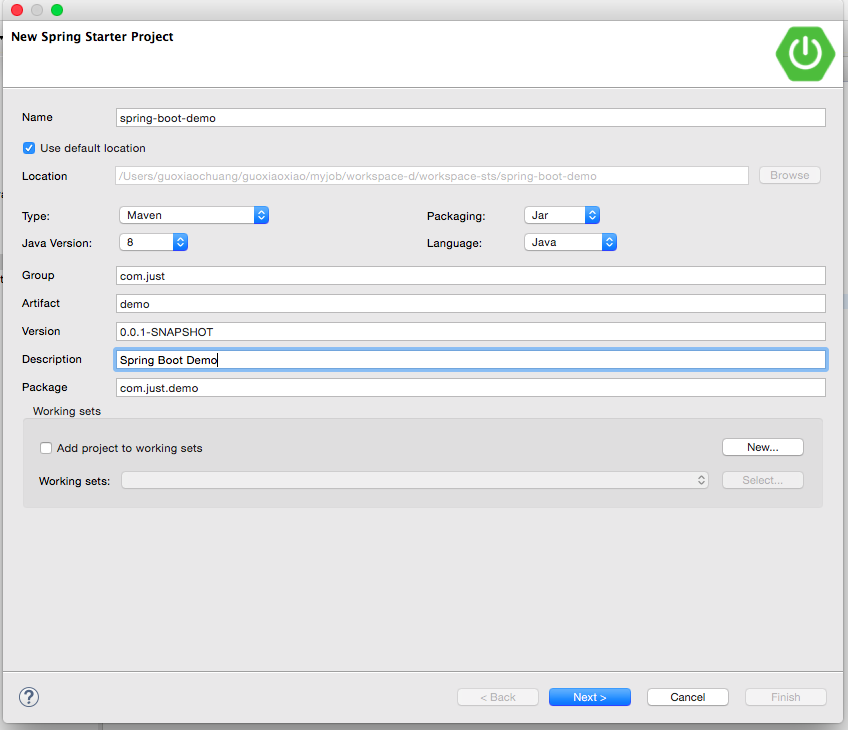 New Spring Starter Project
Name spring-boot-demo
Use default location
Location /Users/guoxiaochuang/guoxiaoxiao/myjob/workspace-d/workspace-sts/spring-boot-demo Browse
Type: Maven Packaging: Jar
Java Version: 8 Language: Java
Group com.just
Artifact demo
Version 0.0.1-SNAPSHOT
Description Spring Boot Demo
Package com.just.demo
Working sets
Add project to working sets New...
Working sets: Select...
? < Back Next > Cancel Finish